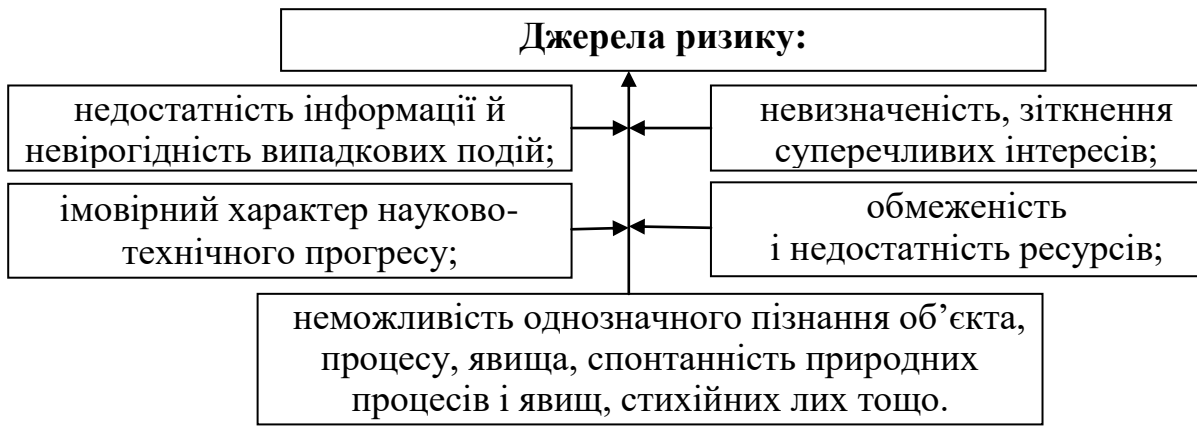 Джерела ризику:
недостатність інформації й
невірогідність випадкових подій;
невизначеність, зіткнення
суперечливих інтересів;
імовірний характер науково-
технічного прогресу;
обмеженість
і недостатність ресурсів;
неможливість однозначного пізнання об’єкта,
процесу, явища, спонтанність природних
процесів і явищ, стихійних лих тощо.